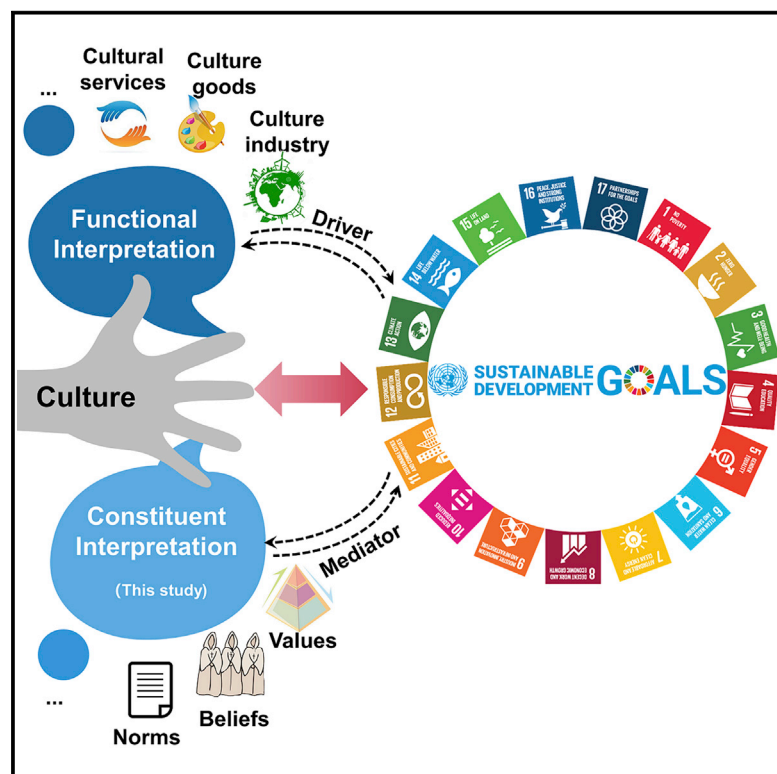 ...
Cultural
services
Culture
goods
Culture
industry
Functional
Interpretation
Driver
Culture
Constituent
Interpretation
(This study)
Mediator
Values
Beliefs
Norms
...
SUSTAINABLE
DEVELOPMENT
GOALS
1 NO
POVERTY
2 ZERO
HUNGER
3 GOOD HEALTH
AND WELL-BEING
4 QUALITY
EDUCATION
5 GENDER
EQUALITY
6 CLEAN WATER
AND SANITATION
7 AFFORDABLE AND
CLEAN ENERGY
8 DECENT WORK AND
ECONOMIC GROWTH
9 INDUSTRY, INNOVATION
AND INFRASTRUCTURE
10 REDUCED
INEQUALITIES
11 SUSTAINABLE CITIES
AND COMMUNITIES
12 RESPONSIBLE
CONSUMPTION
AND PRODUCTION
13 CLIMATE
ACTION
14 LIFE
BELOW WATER
15 LIFE
ON LAND
16 PEACE, JUSTICE
AND STRONG
INSTITUTIONS
17 PARTNERSHIPS
FOR THE GOALS